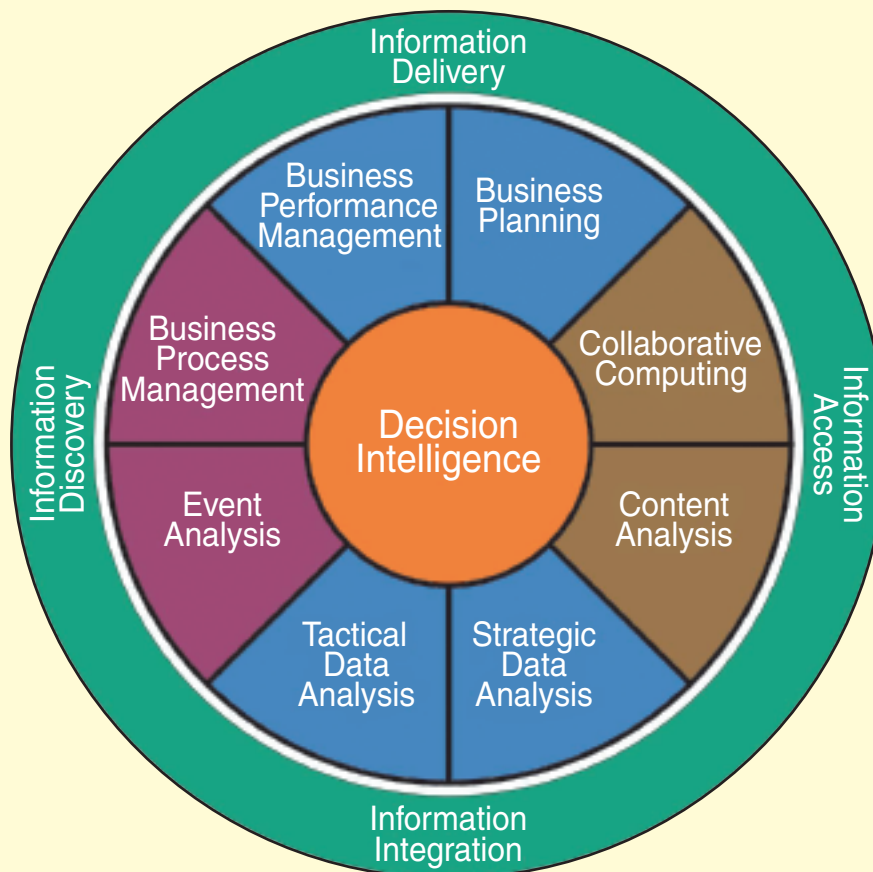 Information
Delivery
Business
Performance
Management
Business
Planning
Business
Process
Management
Collaborative
Computing
Information
Discovery
Decision
Intelligence
Information
Access
Event
Analysis
Content
Analysis
Tactical
Data
Analysis
Strategic
Data
Analysis
Information
Integration